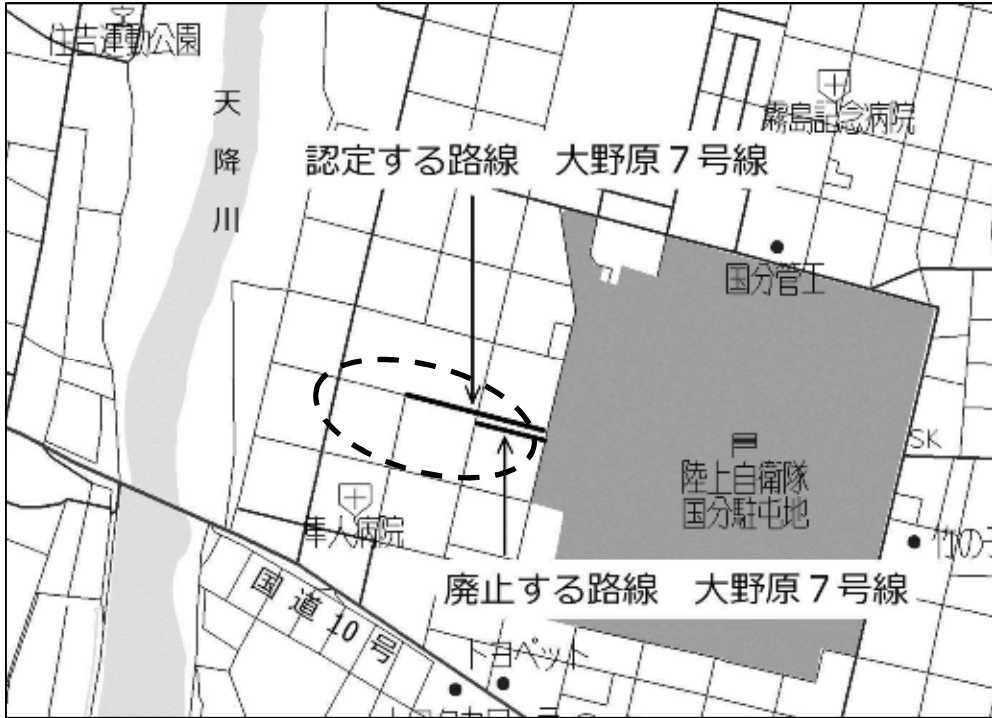 住吉運動公園
天降川
霧島記念病院
認定する路線　大野原７号線
国分管工
SK
陸上自衛隊
国分駐屯地
隼人病院
竹の子
廃止する路線　大野原７号線
国道10号
トヨペット